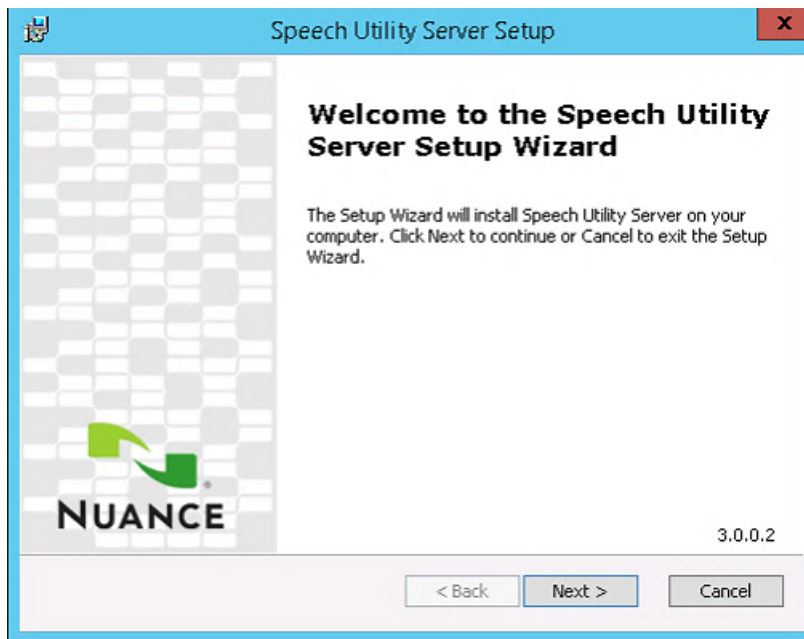 Speech Utility Server Setup
x
Welcome to the Speech Utility
Server Setup Wizard
The Setup Wizard will install Speech Utility Server on your
computer. Click Next to continue or Cancel to exit the Setup
Wizard.
NUANCE
®
3.0.0.2
< Back
Next >
Cancel